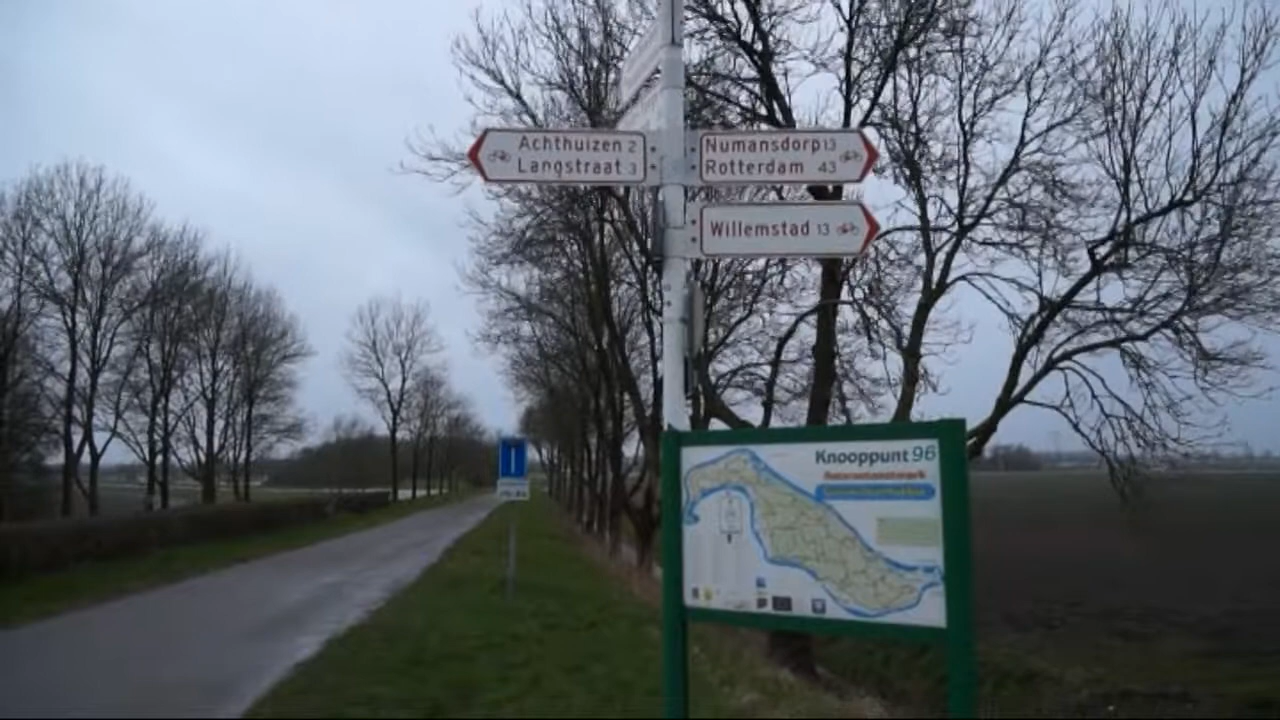 Achthuizen 2
Langstraat 3
Numansdorp 13
Rotterdam 43
Willemstad 13
Knooppunt 96